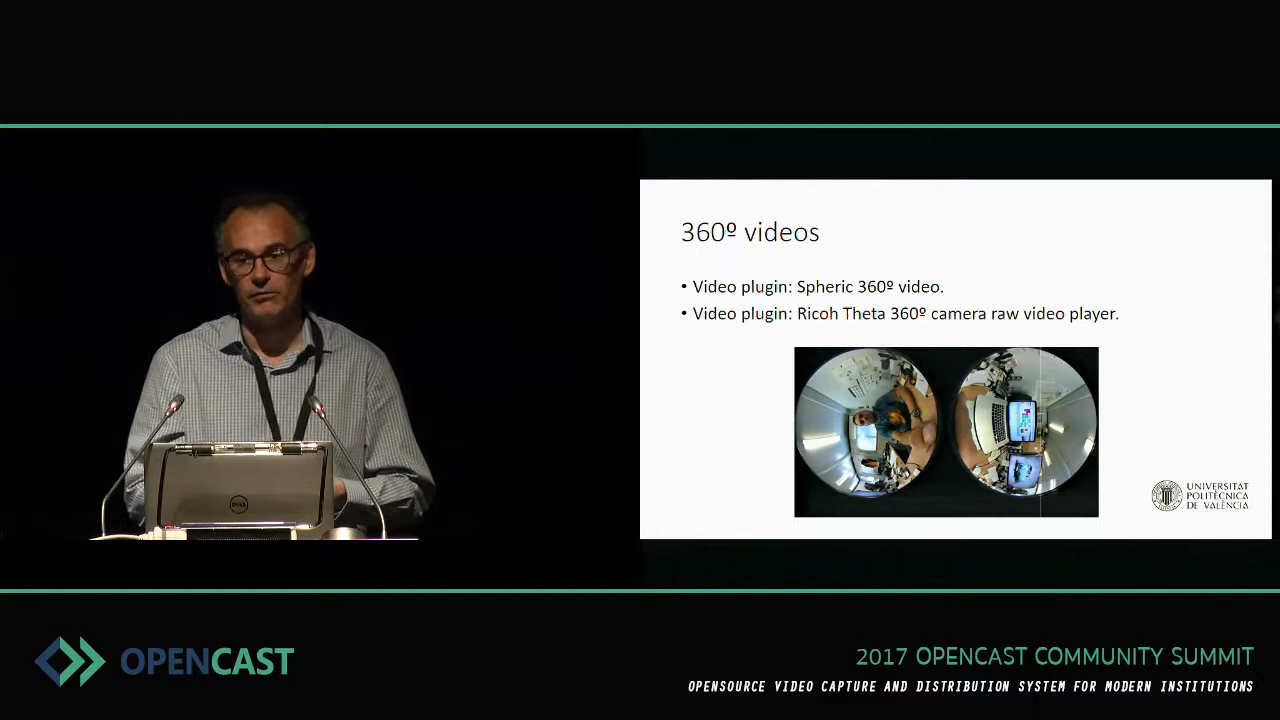 360º videos
• Video plugin: Spheric 360º video.
• Video plugin: Ricoh Theta 360º camera raw video player.
UNIVERSITAT
POLITÈCNICA
DE VALÈNCIA
DELL
OPENCAST
2017 OPENCAST COMMUNITY SUMMIT
OPENSOURCE VIDEO CAPTURE AND DISTRIBUTION SYSTEM FOR MODERN INSTITUTIONS